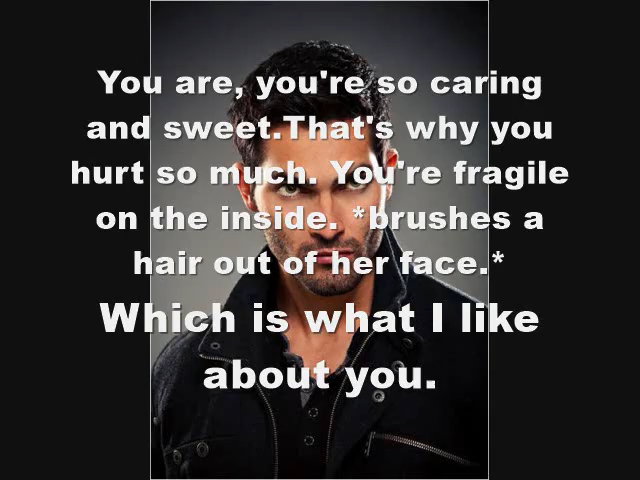 You are, you're so caring
and sweet.That's why you
hurt so much. You're fragile
on the inside. *brushes a
hair out of her face.*
Which is what I like
about you.